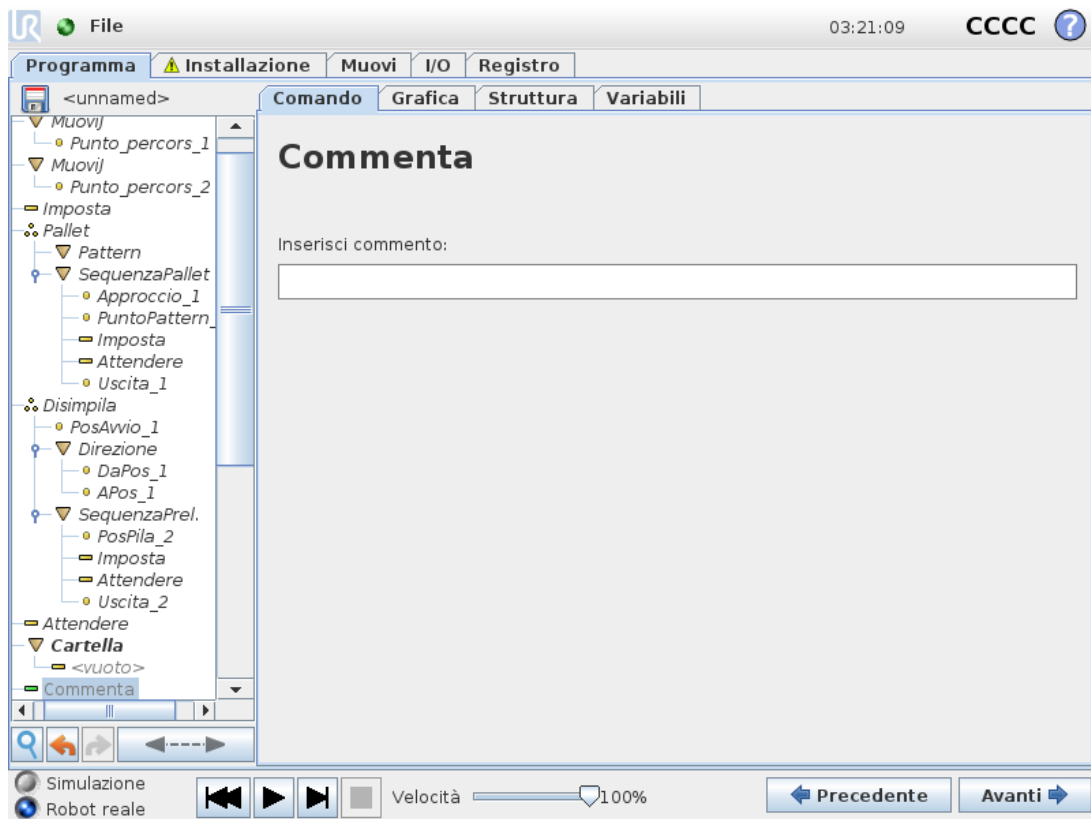 UR File 03:21:09 CCCC ?
Programma Installazione Muovi I/O Registro
<unnamed> Comando Grafica Struttura Variabili
MuoviJ
Punto_percors_1
MuoviJ
Punto_percors_2
Imposta
Pallet
Pattern
SequenzaPallet
Approccio_1
PuntoPattern_
Imposta
Attendere
Uscita_1
Disimpila
PosAvvio_1
Direzione
DaPos_1
APos_1
SequenzaPrel.
PosPila_2
Imposta
Attendere
Uscita_2
Attendere
Cartella
<vuoto>
Commenta
Commenta
Inserisci commento:
Simulazione
Robot reale
Velocità 100%
Precedente Avanti